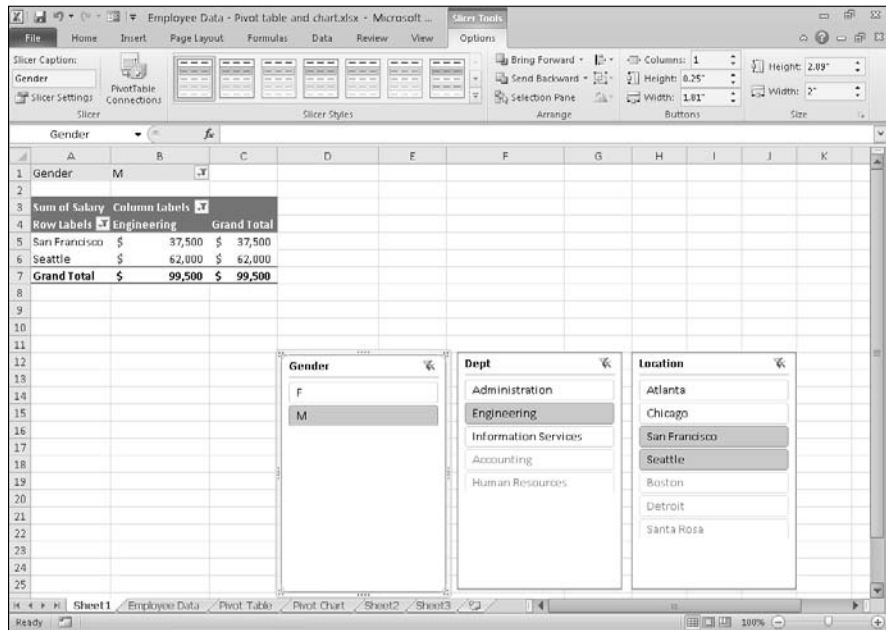 Employee Data - Pivot table and chart.xlsx - Microsoft ... Slicer Tools
File Home Insert Page Layout Formulas Data Review View Options
Slicer Caption:
Gender
Slicer Settings
PivotTable
Connections
Slicer
Slicer Styles
Bring Forward
Send Backward
Selection Pane
Arrange
Columns: 1
Height: 0.25"
Width: 1.81"
Buttons
Height: 2.89"
Width: 2"
Size
Gender fx
A B C D E F G H I J K
1 Gender M
2
3 Sum of Salary Column Labels
4 Row Labels Engineering Grand Total
5 San Francisco $ 37,500 $ 37,500
6 Seattle $ 62,000 $ 62,000
7 Grand Total $ 99,500 $ 99,500
8
9
10
11
12
13
14
15
16
17
18
19
20
21
22
23
24
25
Gender
F
M
Dept
Administration
Engineering
Information Services
Accounting
Human Resources
Location
Atlanta
Chicago
San Francisco
Seattle
Boston
Detroit
Santa Rosa
Sheet1 Employee Data Pivot Table Pivot Chart Sheet2 Sheet3
Ready 100%